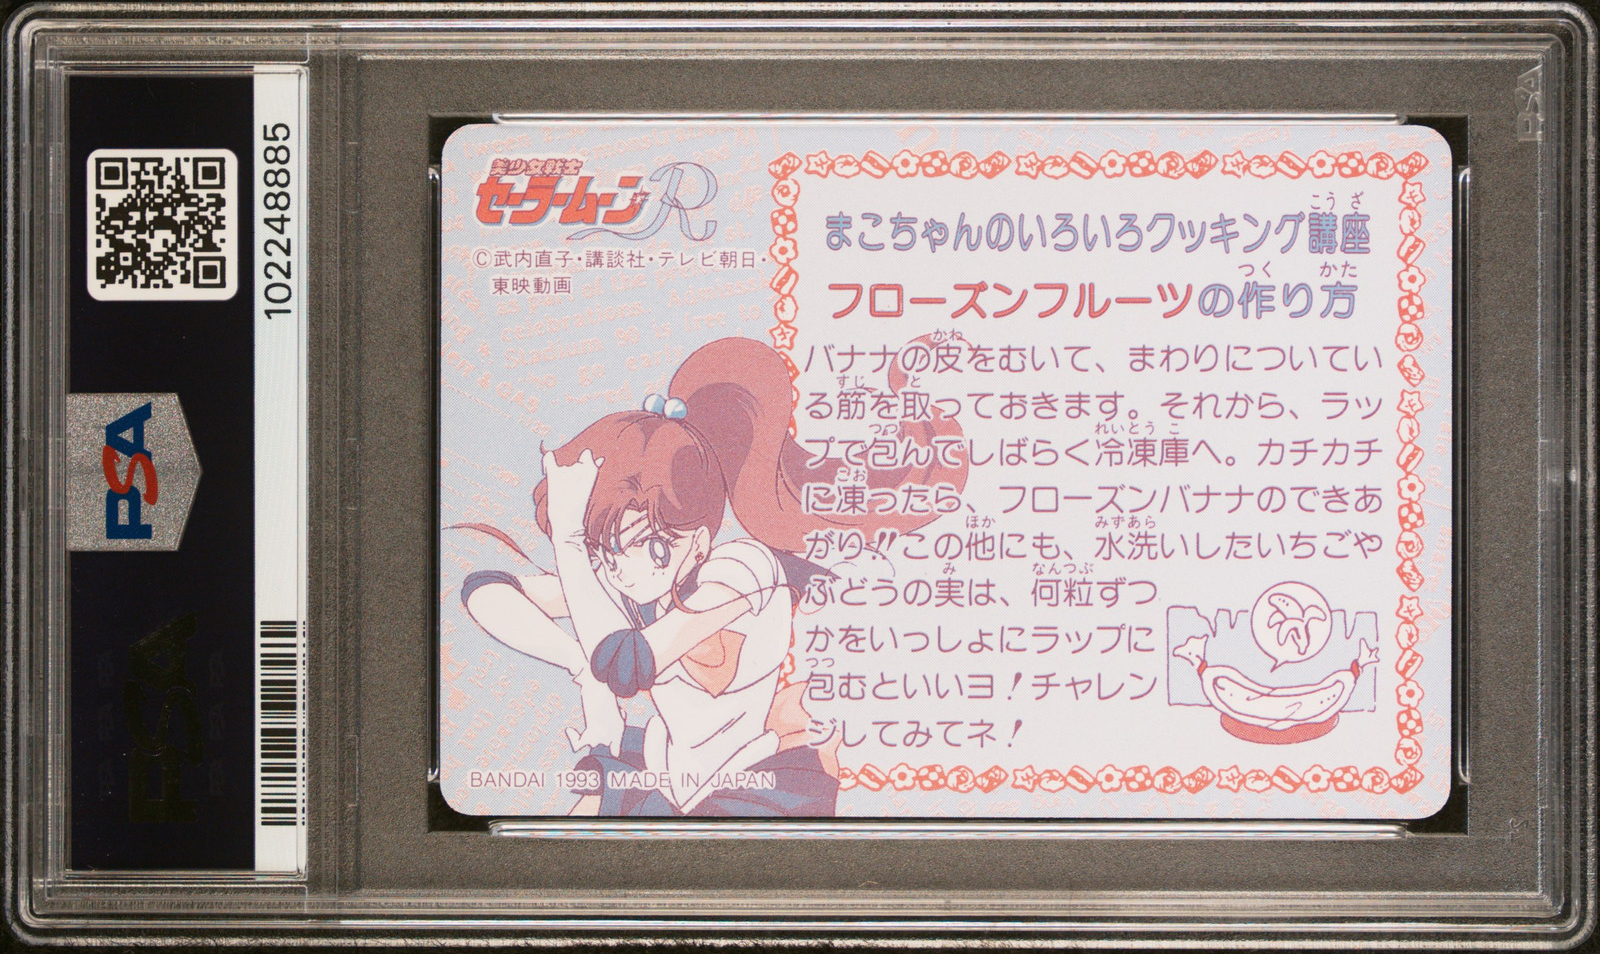 102248885
PSA
PSA
美少女戦士
セーラームーンR
©武内直子・講談社・テレビ朝日・
東映動画
まこちゃんのいろいろクッキング講座
こうざ
フローズンフルーツの作り方
つく かた
バナナの皮をむいて、まわりについてい
かわ
る筋を取っておきます。それから、ラッ
すじ と
プで包んでしばらく冷凍庫へ。カチカチ
つつ れいとうこ
に凍ったら、フローズンバナナのできあ
こお
がり!!この他にも、水洗いしたいちごや
ほか みずあら
ぶどうの実は、何粒ずつ
み なんつぶ
かをいっしょにラップに
包むといいヨ!チャレン
つつ
ジしてみてネ!
BANDAI 1993 MADE IN JAPAN